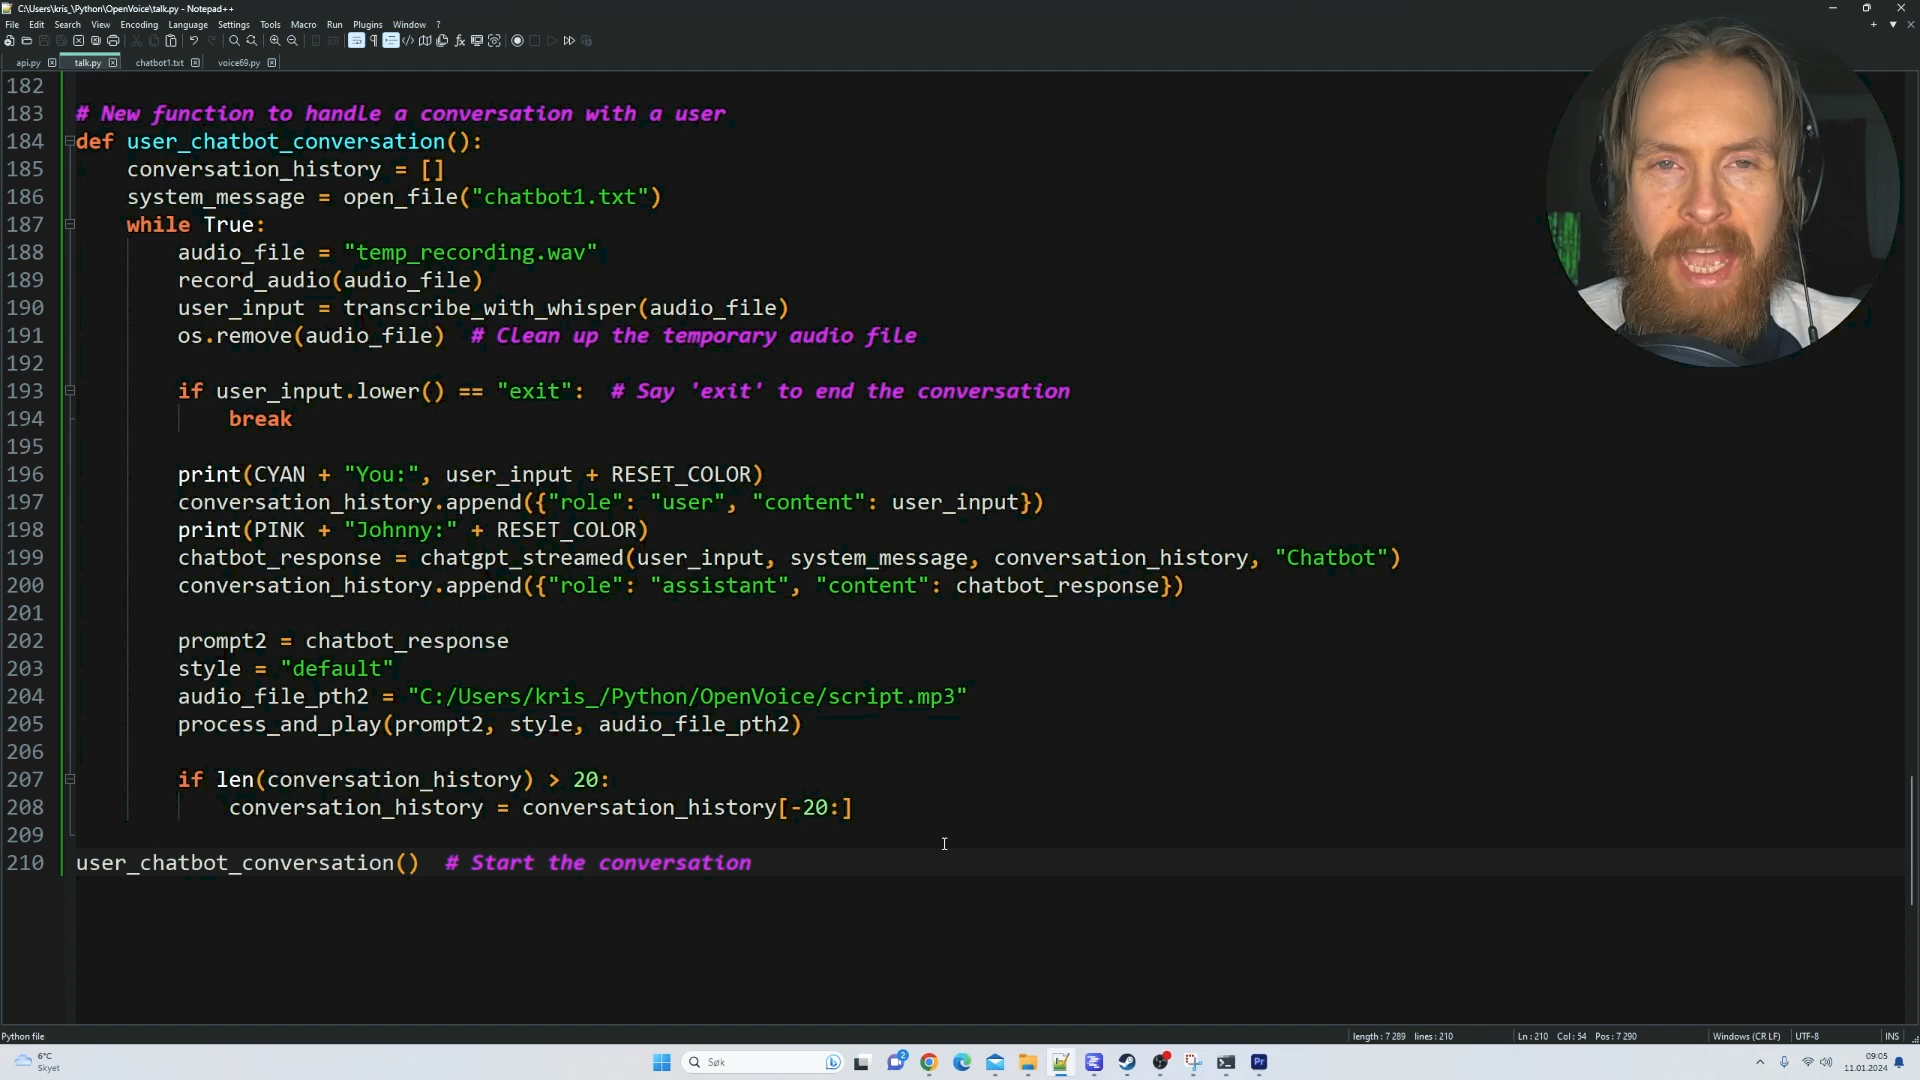 C:\Users\kris_\Python\OpenVoice\talk.py - Notepad++
File Edit Search View Encoding Language Settings Tools Macro Run Plugins Window ?
api.py talk.py chatbot1.txt voice69.py
182
183 # New function to handle a conversation with a user
184 def user_chatbot_conversation():
185 conversation_history = []
186 system_message = open_file("chatbot1.txt")
187 while True:
188 audio_file = "temp_recording.wav"
189 record_audio(audio_file)
190 user_input = transcribe_with_whisper(audio_file)
191 os.remove(audio_file) # Clean up the temporary audio file
192
193 if user_input.lower() == "exit": # Say 'exit' to end the conversation
194 break
195
196 print(CYAN + "You:", user_input + RESET_COLOR)
197 conversation_history.append({"role": "user", "content": user_input})
198 print(PINK + "Johnny:" + RESET_COLOR)
199 chatbot_response = chatgpt_streamed(user_input, system_message, conversation_history, "Chatbot")
200 conversation_history.append({"role": "assistant", "content": chatbot_response})
201
202 prompt2 = chatbot_response
203 style = "default"
204 audio_file_pth2 = "C:/Users/kris_/Python/OpenVoice/script.mp3"
205 process_and_play(prompt2, style, audio_file_pth2)
206
207 if len(conversation_history) > 20:
208 conversation_history = conversation_history[-20:]
209
210 user_chatbot_conversation() # Start the conversation
Python file length : 7 289 lines : 210 Ln : 210 Col : 54 Pos : 7 290 Windows (CR LF) UTF-8 INS
6°C
Skyet
Søk
2
Pr
09:05
11.01.2024